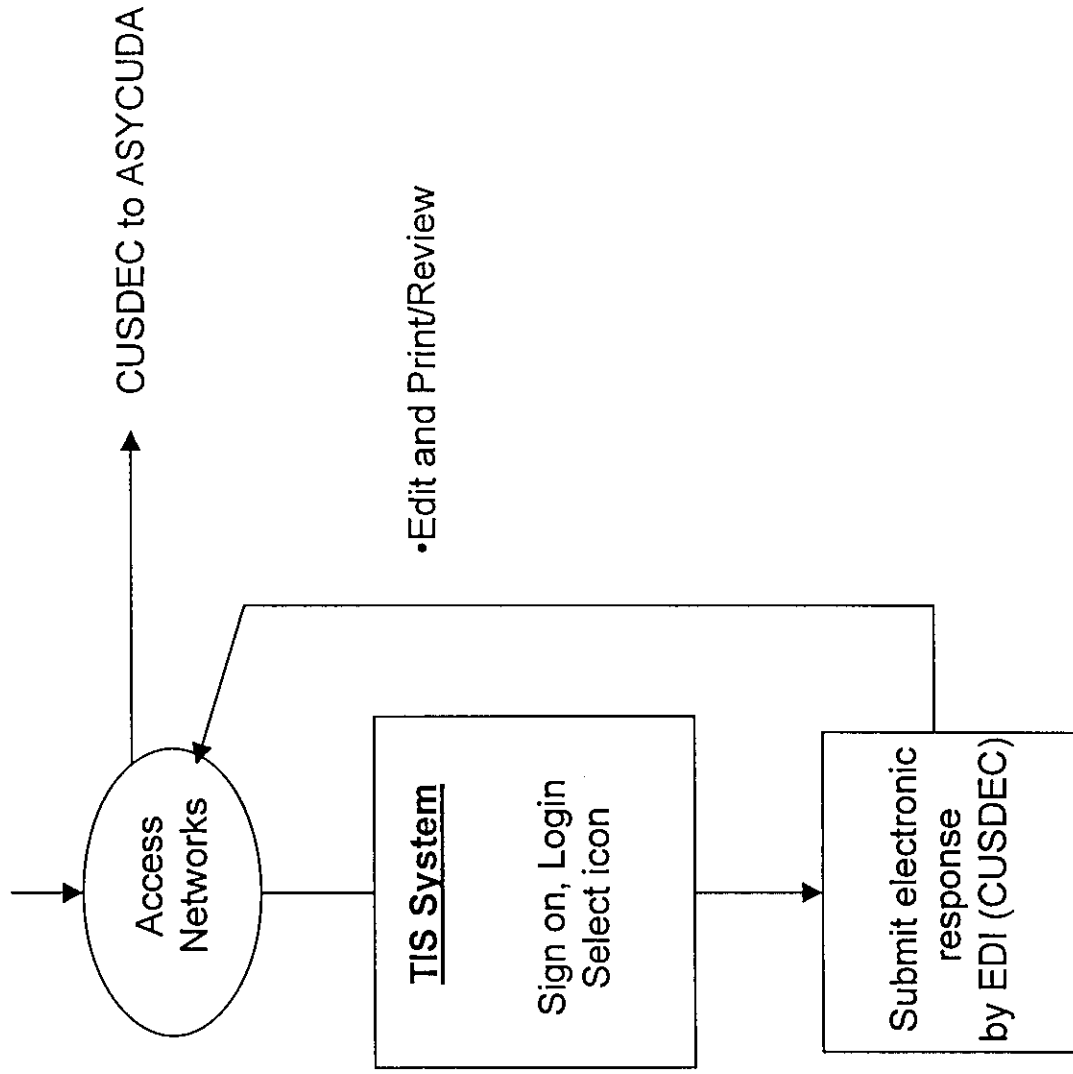 CUSDEC to ASYCUDA
Access
Networks
•Edit and Print/Review
TIS System
Sign on, Login
Select icon
Submit electronic
response
by EDI (CUSDEC)